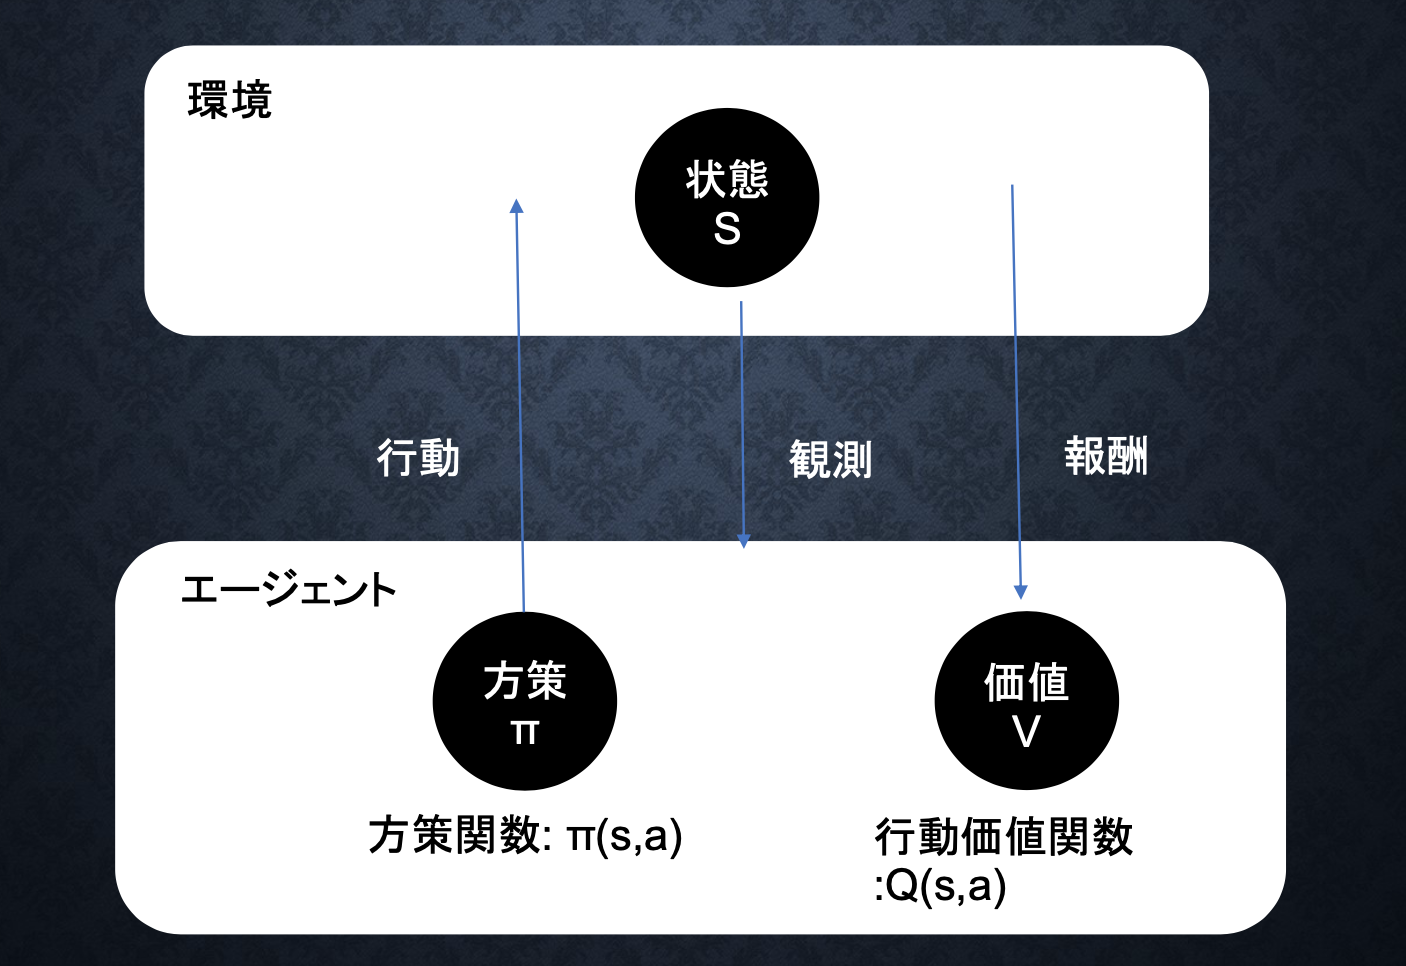 環境
状態
S
行動
観測
報酬
エージェント
方策
π
価値
V
方策関数: π(s,a)
行動価値関数
:Q(s,a)